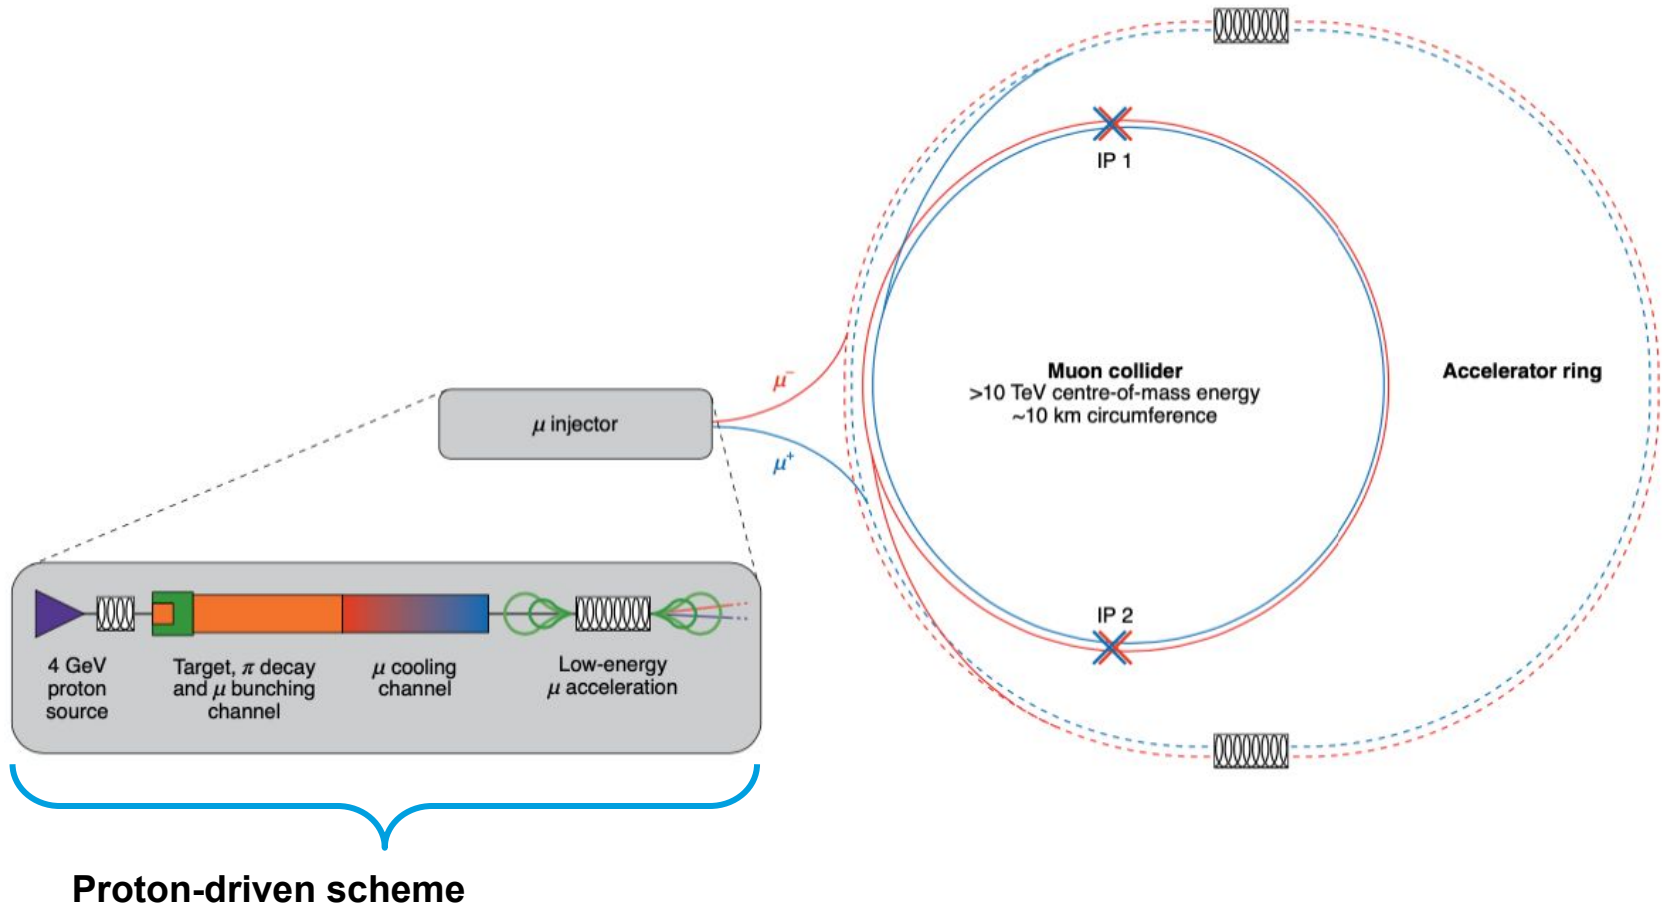 IP 1
Muon collider
>10 TeV centre-of-mass energy
~10 km circumference
Accelerator ring
μ⁻
μ injector
μ⁺
IP 2
4 GeV
proton
source
Target, π decay
and μ bunching
channel
μ cooling
channel
Low-energy
μ acceleration
Proton-driven scheme